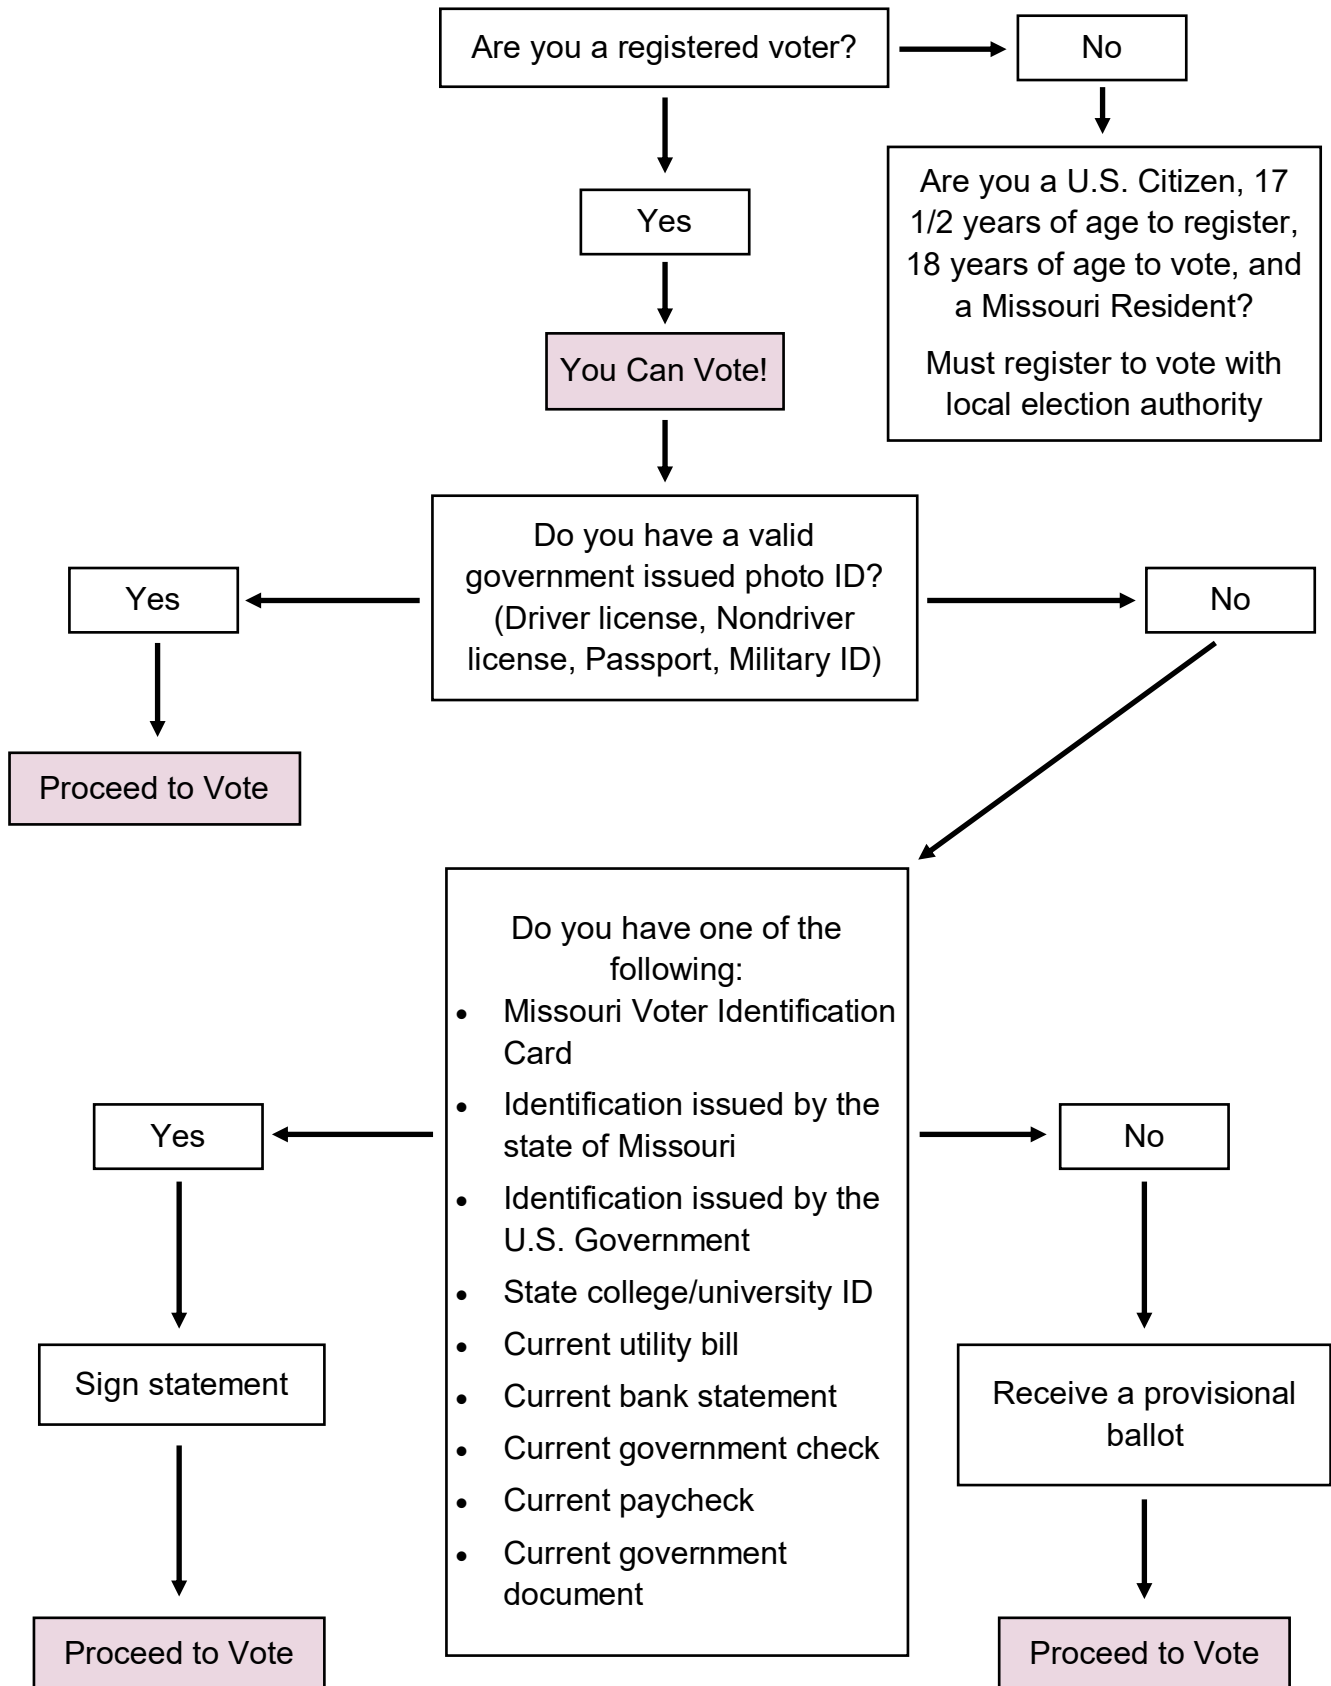 Are you a registered voter?
No
Yes
Are you a U.S. Citizen, 17
1/2 years of age to register,
18 years of age to vote, and
a Missouri Resident?
Must register to vote with
local election authority
You Can Vote!
Do you have a valid
government issued photo ID?
(Driver license, Nondriver
license, Passport, Military ID)
Yes
No
Proceed to Vote
Do you have one of the
following:
• Missouri Voter Identification
Card
• Identification issued by the
state of Missouri
• Identification issued by the
U.S. Government
• State college/university ID
• Current utility bill
• Current bank statement
• Current government check
• Current paycheck
• Current government
document
Yes
No
Sign statement
Receive a provisional
ballot
Proceed to Vote
Proceed to Vote